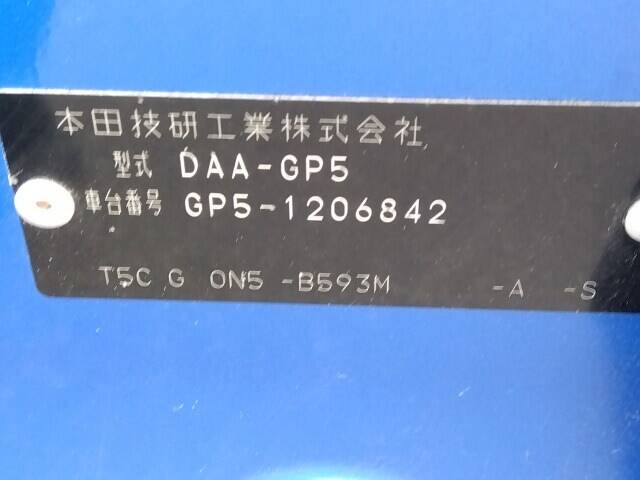 本田技研工業株式会社
型式 DAA-GP5
車台番号 GP5-1206842
T5C G ON5 -B593M -A -S